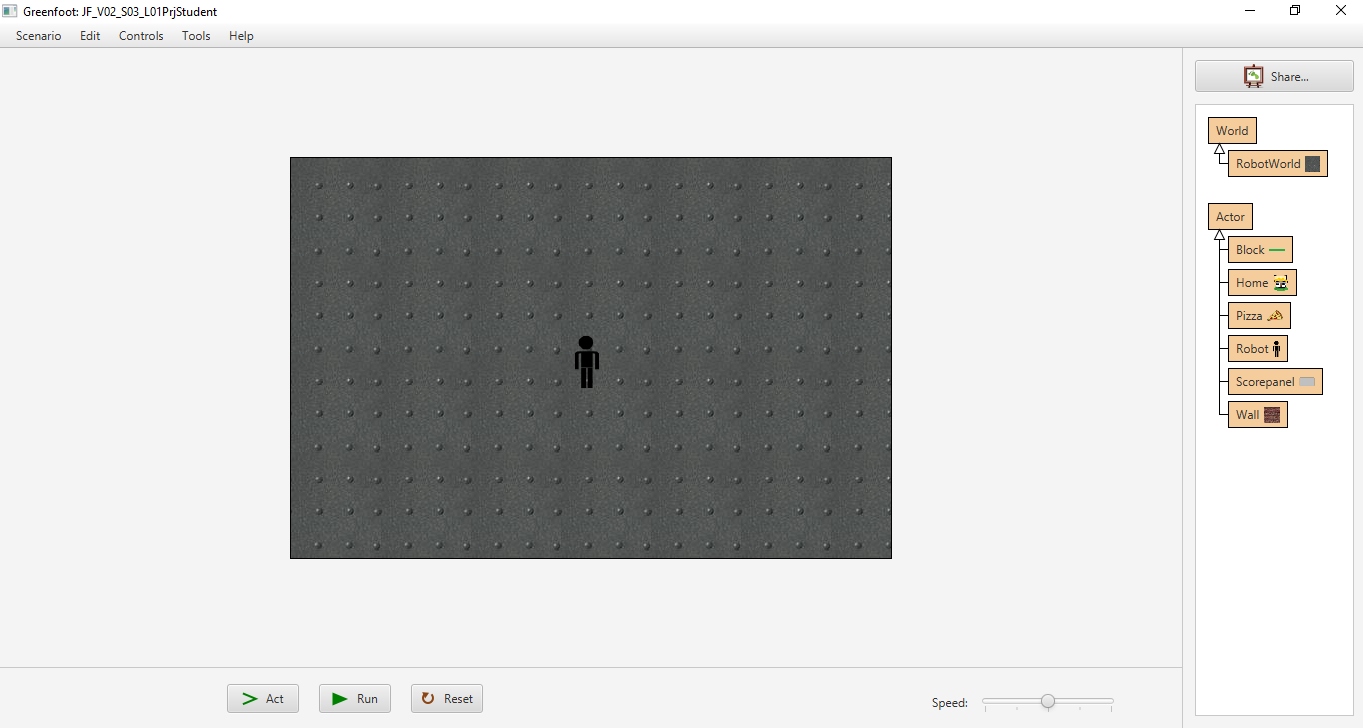 Greenfoot: JF_V02_S03_L01PrjStudent
Scenario Edit Controls Tools Help
Share...
World
RobotWorld
Actor
Block
Home
Pizza
Robot
Scorepanel
Wall
Act Run Reset Speed: